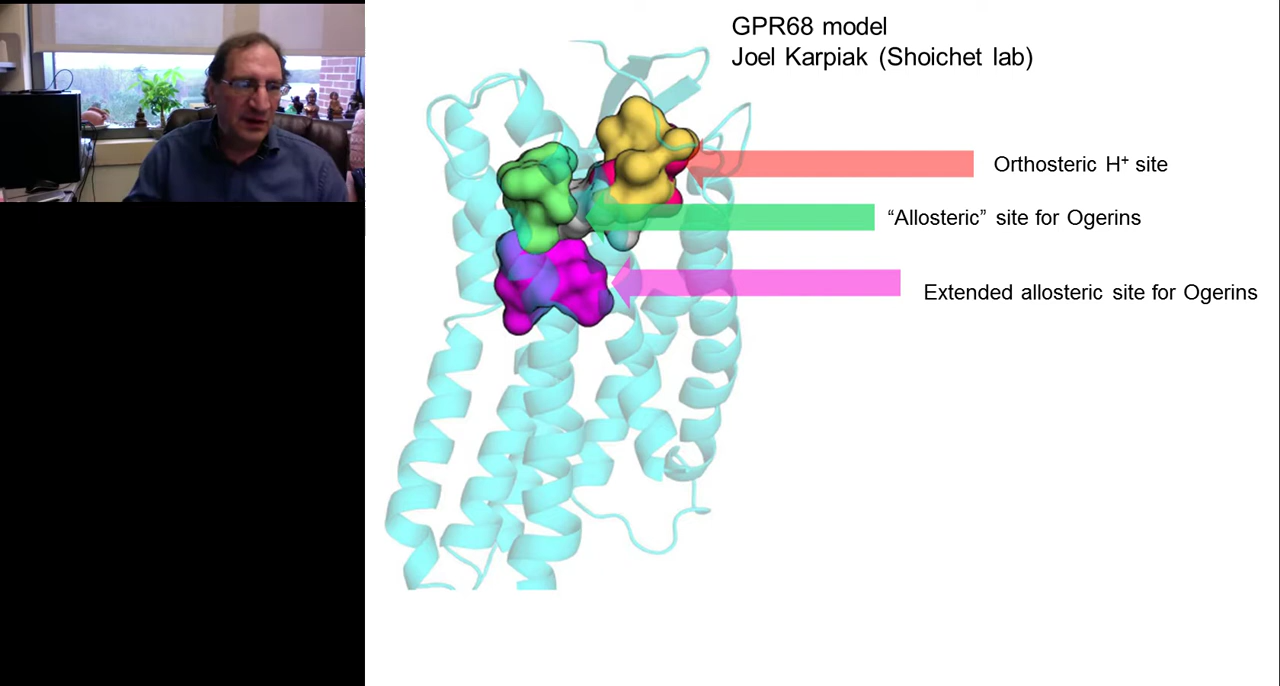 GPR68 model
Joel Karpiak (Shoichet lab)
Orthosteric H⁺ site
“Allosteric” site for Ogerins
Extended allosteric site for Ogerins